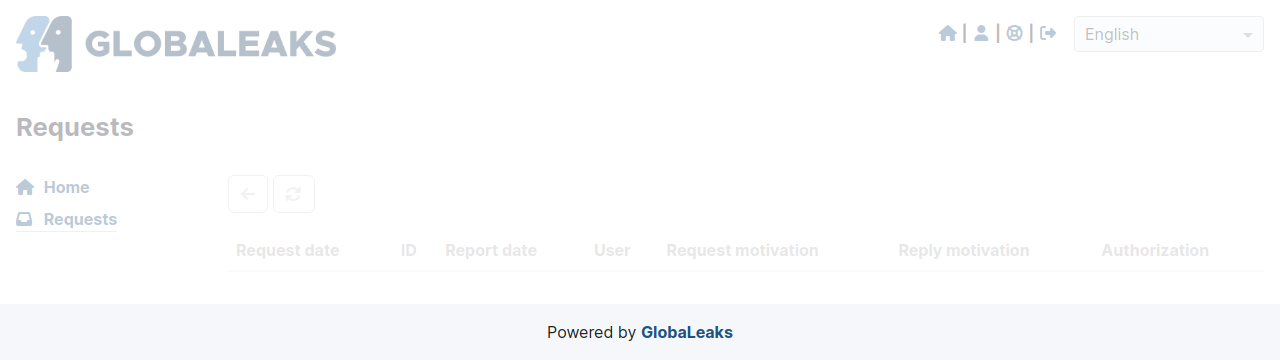 GLOBALEAKS
| | | English
Requests
Home
Requests
Request date ID Report date User Request motivation Reply motivation Authorization
Powered by GlobaLeaks